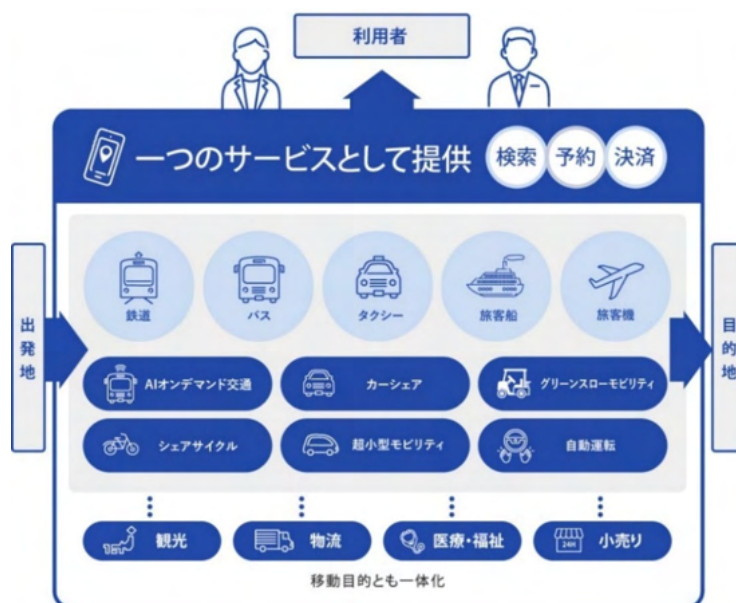 利用者
一つのサービスとして提供 検索 予約 決済
出発地
鉄道 バス タクシー 旅客船 旅客機
目的地
AIオンデマンド交通 カーシェア グリーンスローモビリティ
シェアサイクル 超小型モビリティ 自動運転
観光 物流 医療・福祉 24H 小売り
移動目的とも一体化